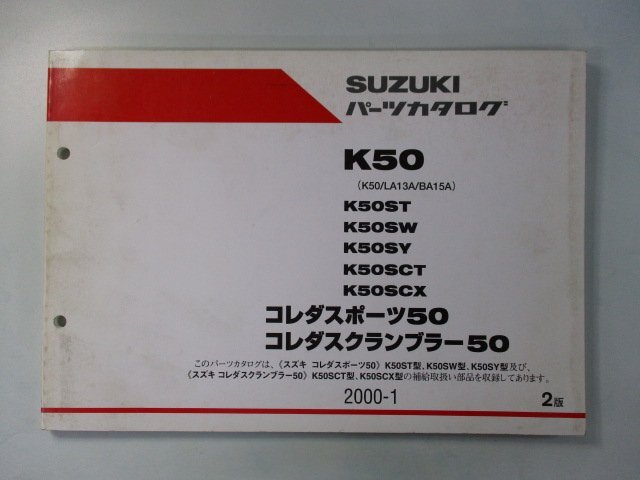 SUZUKI
パーツカタログ
K50
(K50/LA13A/BA15A)
K50ST
K50SW
K50SY
K50SCT
K50SCX
コレダスポーツ50
コレダスクランブラー50
このパーツカタログは、《スズキ コレダスポーツ50》K50ST型、K50SW型、K50SY型及び、
《スズキ コレダスクランブラー50》K50SCT型、K50SCX型の補給取扱い部品を収録してあります。
2000-1
2版